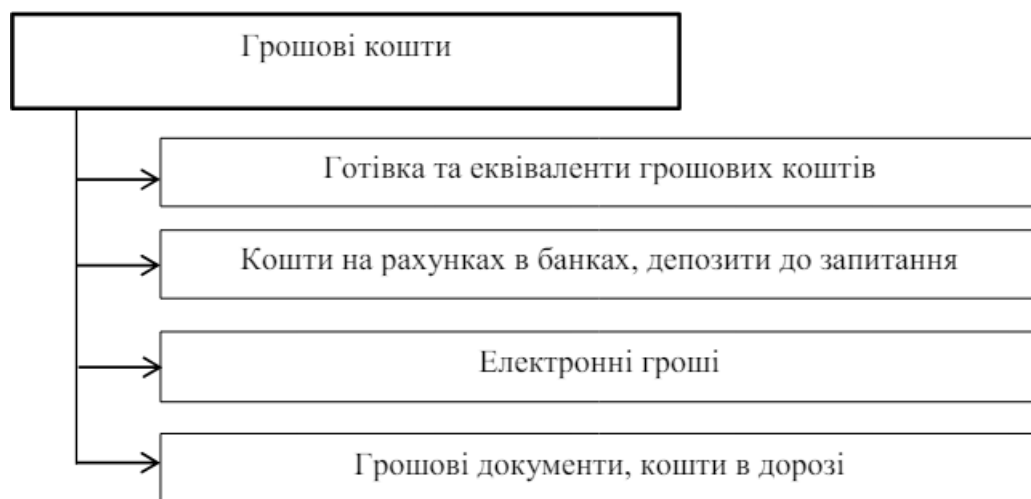 Грошові кошти
Готівка та еквіваленти грошових коштів
Кошти на рахунках в банках, депозити до запитання
Електронні гроші
Грошові документи, кошти в дорозі